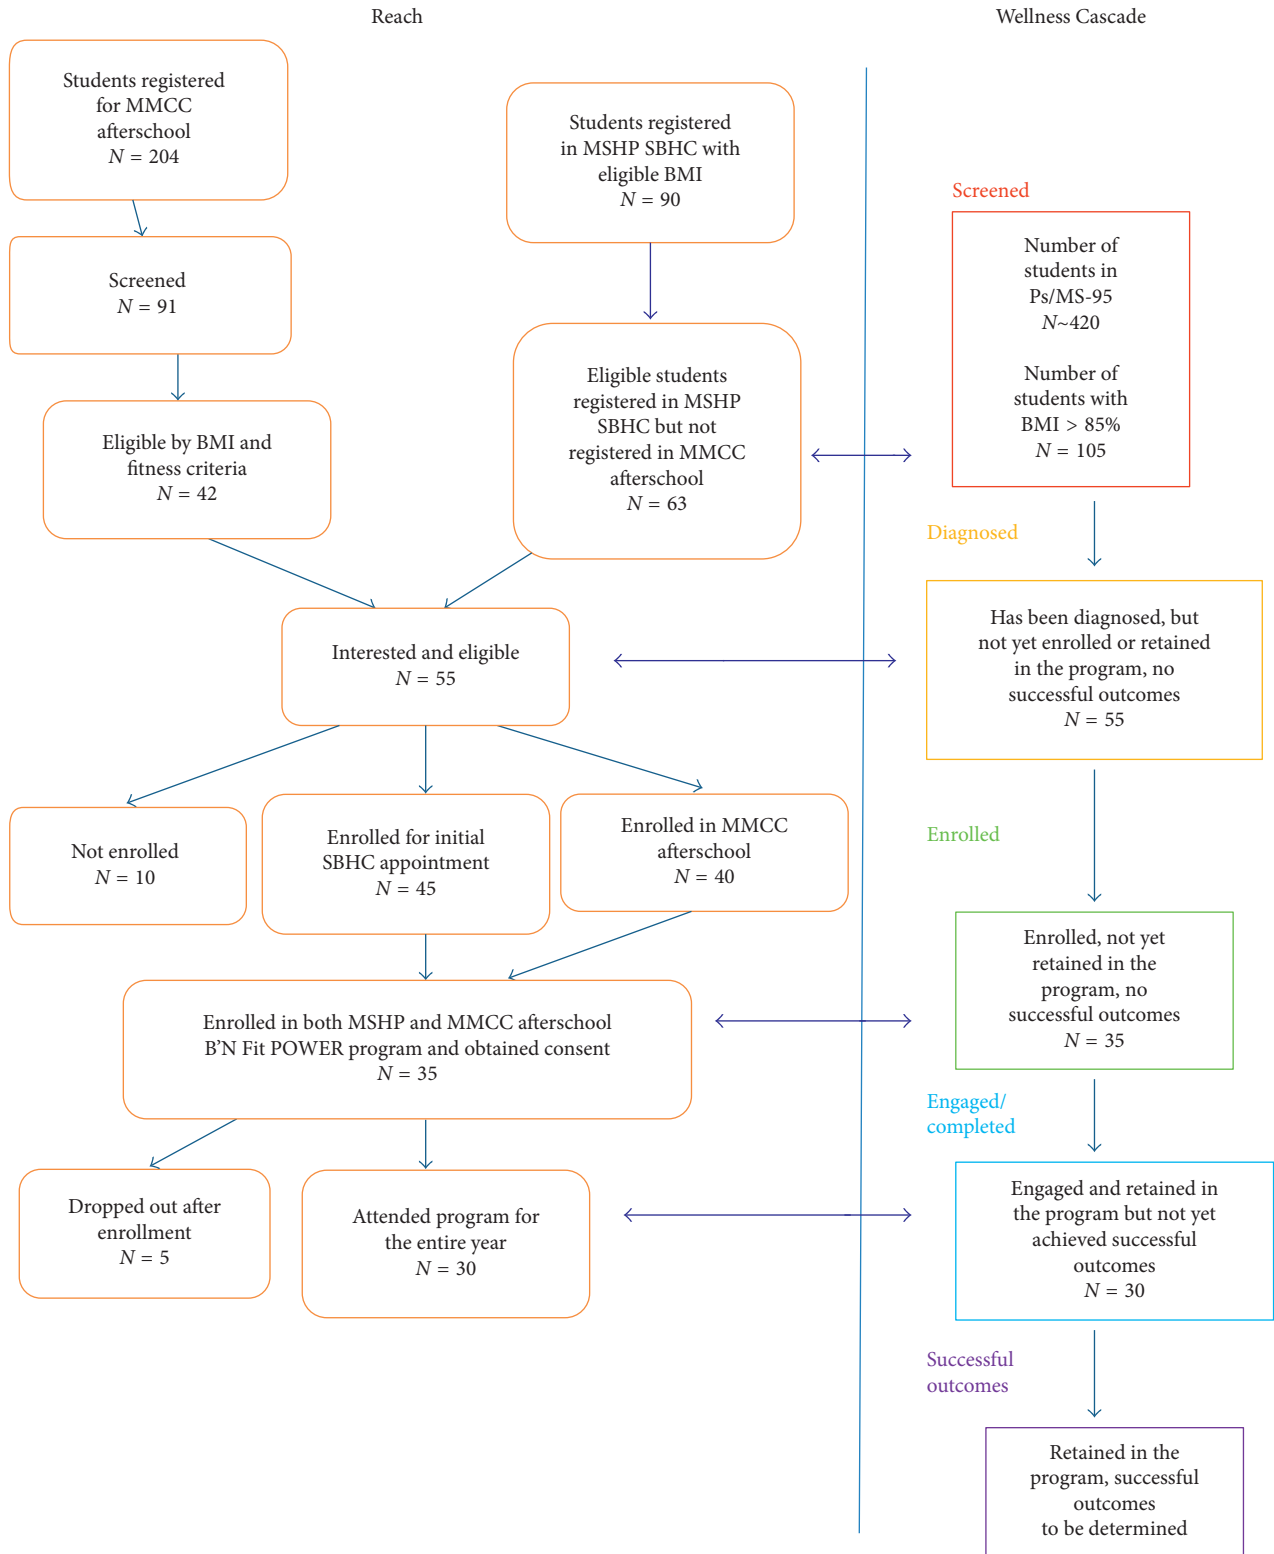 Reach
Students registered
for MMCC
afterschool
N = 204
Students registered
in MSHP SBHC with
eligible BMI
N = 90
Screened
N = 91
Eligible students
registered in MSHP
SBHC but not
registered in MMCC
afterschool
N = 63
Eligible by BMI and
fitness criteria
N = 42
Interested and eligible
N = 55
Not enrolled
N = 10
Enrolled for initial
SBHC appointment
N = 45
Enrolled in MMCC
afterschool
N = 40
Enrolled in both MSHP and MMCC afterschool
B’N Fit POWER program and obtained consent
N = 35
Dropped out after
enrollment
N = 5
Attended program for
the entire year
N = 30
Wellness Cascade
Screened
Number of
students in
Ps/MS-95
N~420
Number of
students with
BMI > 85%
N = 105
Diagnosed
Has been diagnosed, but
not yet enrolled or retained
in the program, no
successful outcomes
N = 55
Enrolled
Enrolled, not yet
retained in the
program, no
successful outcomes
N = 35
Engaged/
completed
Engaged and retained in
the program but not yet
achieved successful
outcomes
N = 30
Successful
outcomes
Retained in the
program, successful
outcomes
to be determined